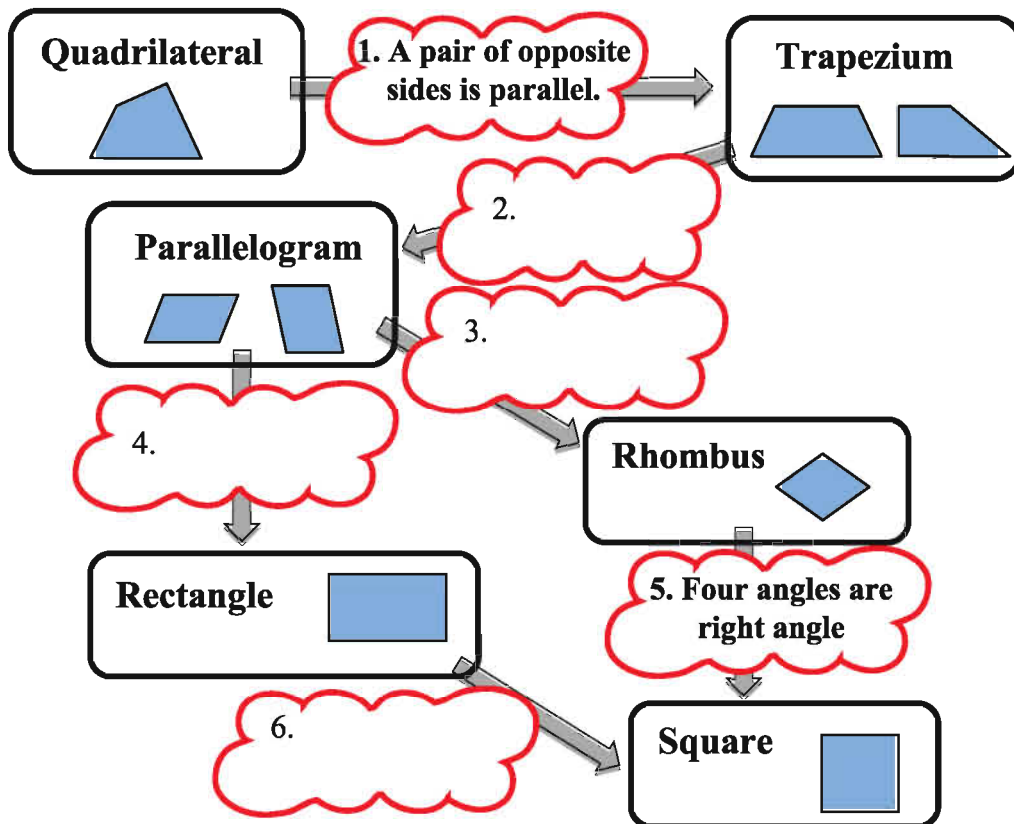 Quadrilateral
1. A pair of opposite
sides is parallel.
Trapezium
2.
Parallelogram
3.
4.
Rhombus
Rectangle
5. Four angles are
right angle
6.
Square